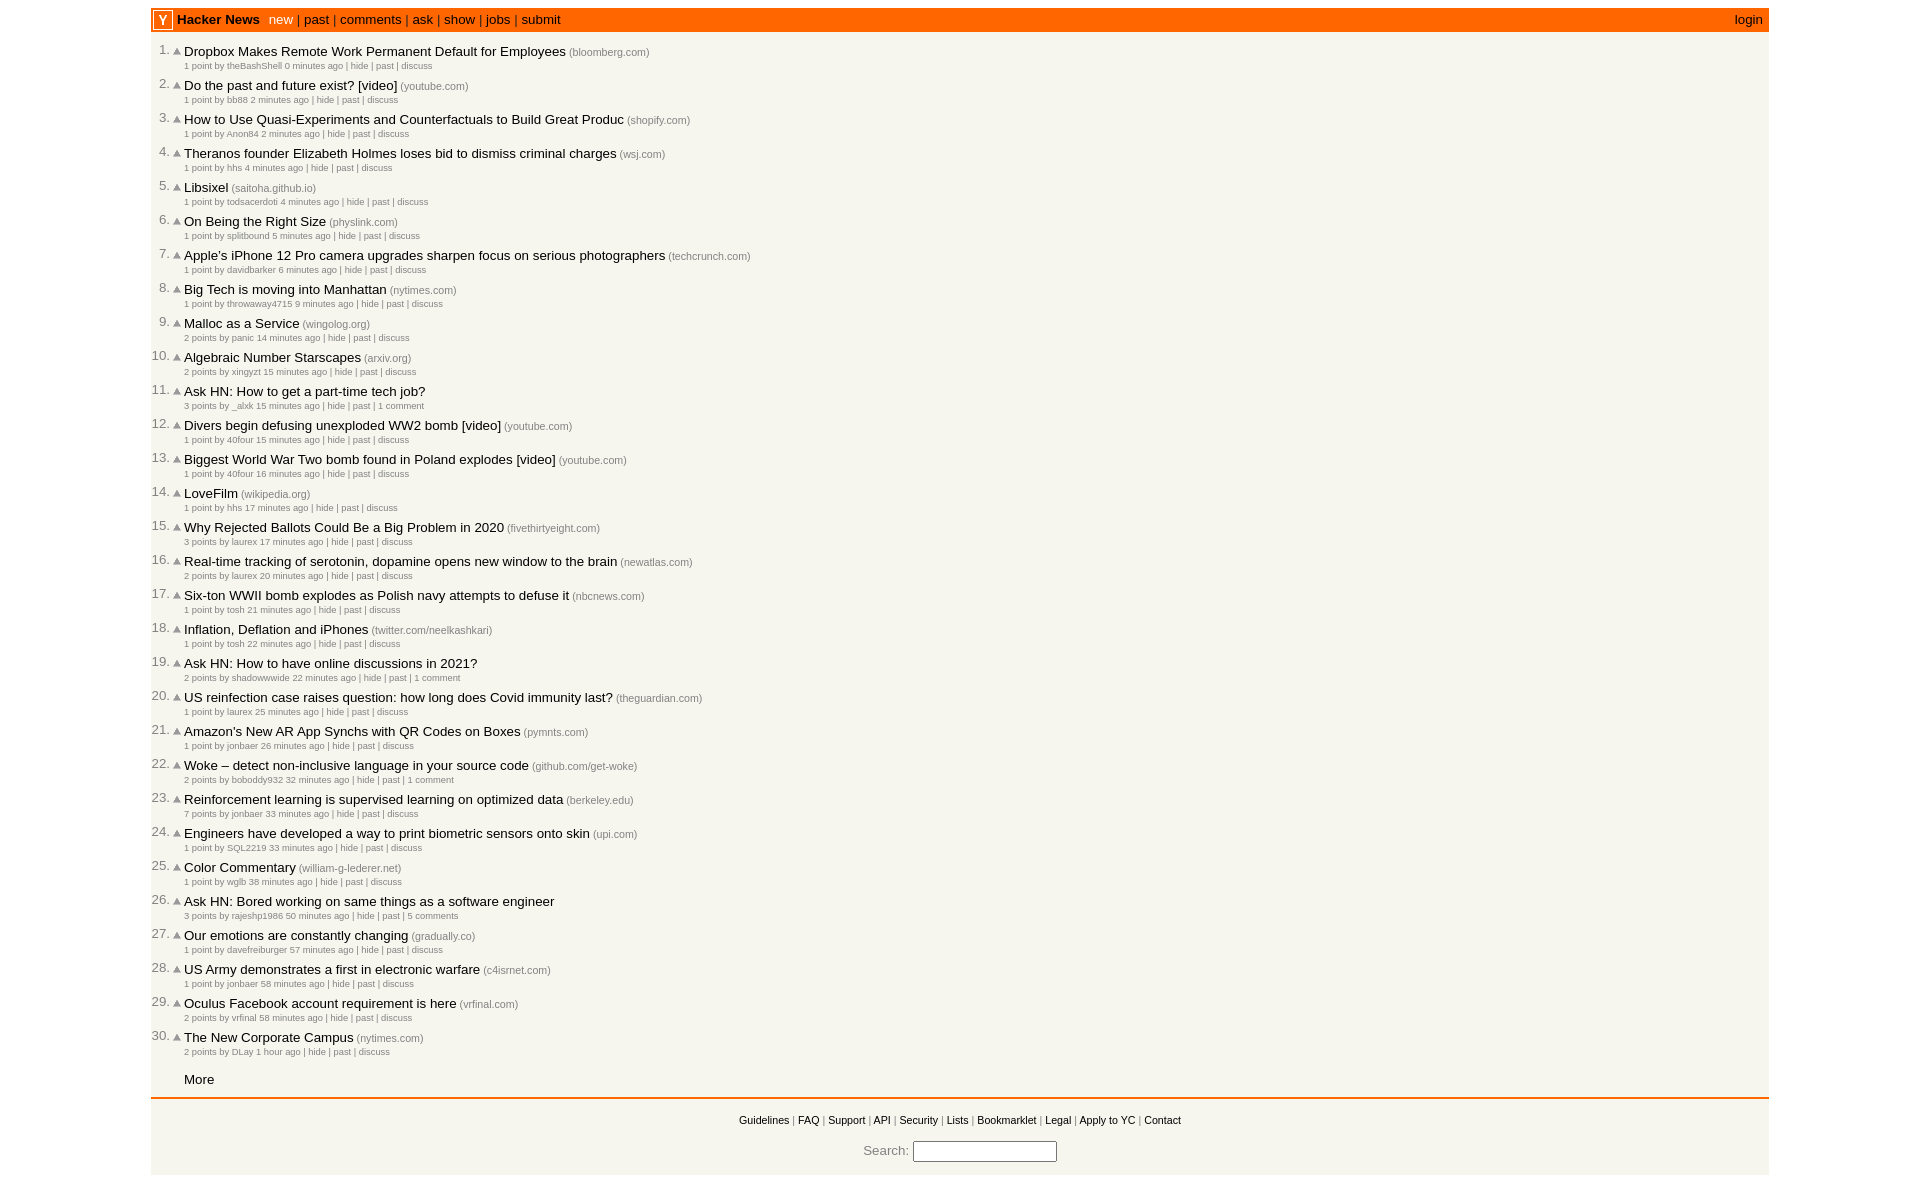 Y Hacker News new | past | comments | ask | show | jobs | submit login
1. Dropbox Makes Remote Work Permanent Default for Employees (bloomberg.com)
1 point by theBashShell 0 minutes ago | hide | past | discuss
2. Do the past and future exist? [video] (youtube.com)
1 point by bb88 2 minutes ago | hide | past | discuss
3. How to Use Quasi-Experiments and Counterfactuals to Build Great Produc (shopify.com)
1 point by Anon84 2 minutes ago | hide | past | discuss
4. Theranos founder Elizabeth Holmes loses bid to dismiss criminal charges (wsj.com)
1 point by hhs 4 minutes ago | hide | past | discuss
5. Libsixel (saitoha.github.io)
1 point by todsacerdoti 4 minutes ago | hide | past | discuss
6. On Being the Right Size (physlink.com)
1 point by splitbound 5 minutes ago | hide | past | discuss
7. Apple's iPhone 12 Pro camera upgrades sharpen focus on serious photographers (techcrunch.com)
1 point by davidbarker 6 minutes ago | hide | past | discuss
8. Big Tech is moving into Manhattan (nytimes.com)
1 point by throwaway4715 9 minutes ago | hide | past | discuss
9. Malloc as a Service (wingolog.org)
2 points by panic 14 minutes ago | hide | past | discuss
10. Algebraic Number Starscapes (arxiv.org)
2 points by xingyzt 15 minutes ago | hide | past | discuss
11. Ask HN: How to get a part-time tech job?
3 points by _alxk 15 minutes ago | hide | past | 1 comment
12. Divers begin defusing unexploded WW2 bomb [video] (youtube.com)
1 point by 40four 15 minutes ago | hide | past | discuss
13. Biggest World War Two bomb found in Poland explodes [video] (youtube.com)
1 point by 40four 16 minutes ago | hide | past | discuss
14. LoveFilm (wikipedia.org)
1 point by hhs 17 minutes ago | hide | past | discuss
15. Why Rejected Ballots Could Be a Big Problem in 2020 (fivethirtyeight.com)
3 points by laurex 17 minutes ago | hide | past | discuss
16. Real-time tracking of serotonin, dopamine opens new window to the brain (newatlas.com)
2 points by laurex 20 minutes ago | hide | past | discuss
17. Six-ton WWII bomb explodes as Polish navy attempts to defuse it (nbcnews.com)
1 point by tosh 21 minutes ago | hide | past | discuss
18. Inflation, Deflation and iPhones (twitter.com/neelkashkari)
1 point by tosh 22 minutes ago | hide | past | discuss
19. Ask HN: How to have online discussions in 2021?
2 points by shadowwwide 22 minutes ago | hide | past | 1 comment
20. US reinfection case raises question: how long does Covid immunity last? (theguardian.com)
1 point by laurex 25 minutes ago | hide | past | discuss
21. Amazon's New AR App Synchs with QR Codes on Boxes (pymnts.com)
1 point by jonbaer 26 minutes ago | hide | past | discuss
22. Woke – detect non-inclusive language in your source code (github.com/get-woke)
2 points by boboddy932 32 minutes ago | hide | past | 1 comment
23. Reinforcement learning is supervised learning on optimized data (berkeley.edu)
7 points by jonbaer 33 minutes ago | hide | past | discuss
24. Engineers have developed a way to print biometric sensors onto skin (upi.com)
1 point by SQL2219 33 minutes ago | hide | past | discuss
25. Color Commentary (william-g-lederer.net)
1 point by wglb 38 minutes ago | hide | past | discuss
26. Ask HN: Bored working on same things as a software engineer
3 points by rajeshp1986 50 minutes ago | hide | past | 5 comments
27. Our emotions are constantly changing (gradually.co)
1 point by davefreiburger 57 minutes ago | hide | past | discuss
28. US Army demonstrates a first in electronic warfare (c4isrnet.com)
1 point by jonbaer 58 minutes ago | hide | past | discuss
29. Oculus Facebook account requirement is here (vrfinal.com)
2 points by vrfinal 58 minutes ago | hide | past | discuss
30. The New Corporate Campus (nytimes.com)
2 points by DLay 1 hour ago | hide | past | discuss
More
Guidelines | FAQ | Support | API | Security | Lists | Bookmarklet | Legal | Apply to YC | Contact
Search: